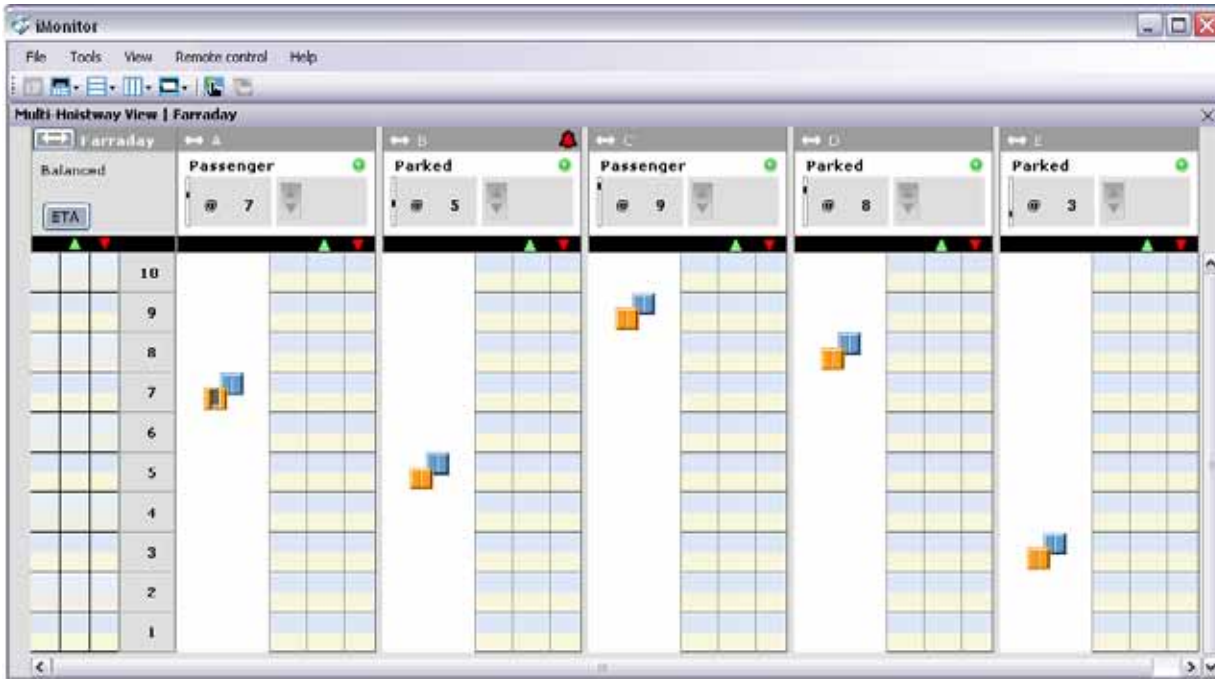 iMonitor
File Tools View Remote control Help
Multi-Hoistway View | Farraday
Farraday A B C D E
Balanced Passenger Parked Passenger Parked Parked
@ 7 @ 5 @ 9 @ 8 @ 3
ETA
10
9
8
7
6
5
4
3
2
1